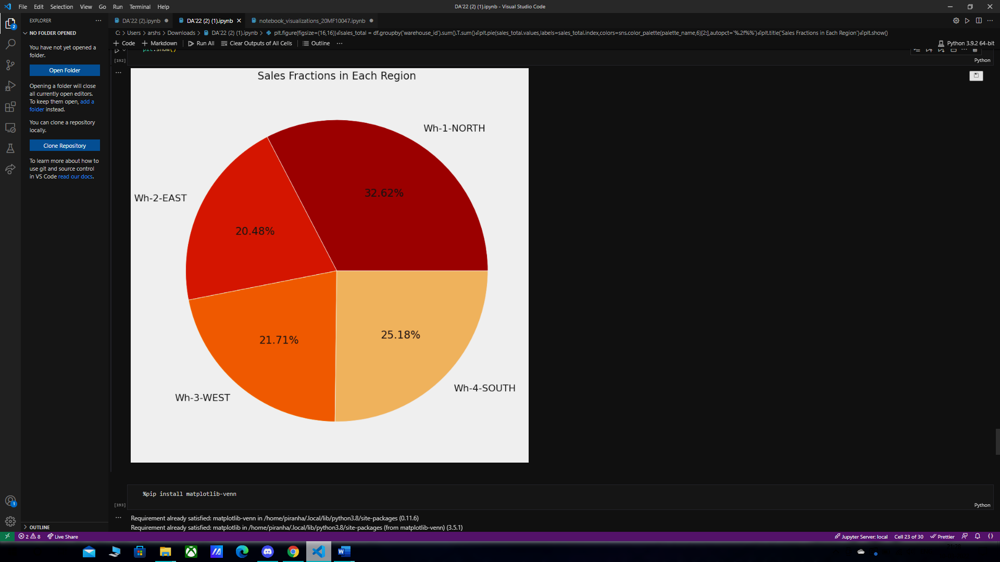 File Edit Selection View Go Run Terminal Help
DA'22 (2) (1).ipynb - Visual Studio Code
EXPLORER
DA'22 (2).ipynb
DA'22 (2) (1).ipynb
notebook_visualizations_20MF10047.ipynb
NO FOLDER OPENED
C: > Users > arshs > Downloads > DA'22 (2) (1).ipynb > plt.figure(figsize=(16,16))⏎sales_total = df.groupby('warehouse_id').sum().T.sum()⏎plt.pie(sales_total.values,labels=sales_total.index,colors=sns.color_palette(palette_name,6)[2:],autopct='%.2f%%')⏎plt.title('Sales Fractions in Each Region')⏎plt.show()
+ Code + Markdown Run All Clear Outputs of All Cells Outline ...
Python 3.9.2 64-bit
You have not yet opened a
folder.
Open Folder
Opening a folder will close
all currently open editors.
To keep them open, add a
folder instead.
You can clone a repository
locally.
Clone Repository
To learn more about how to
use git and source control
in VS Code read our docs.
plt.show()
[192]
Python
Sales Fractions in Each Region
Wh-1-NORTH
32.62%
Wh-2-EAST
20.48%
21.71%
25.18%
Wh-4-SOUTH
Wh-3-WEST
%pip install matplotlib-venn
[193]
Python
Requirement already satisfied: matplotlib-venn in /home/piranha/.local/lib/python3.8/site-packages (0.11.6)
Requirement already satisfied: matplotlib in /home/piranha/.local/lib/python3.8/site-packages (from matplotlib-venn) (3.5.1)
OUTLINE
2 8 Live Share
Jupyter Server: local Cell 23 of 30 Prettier
2
1